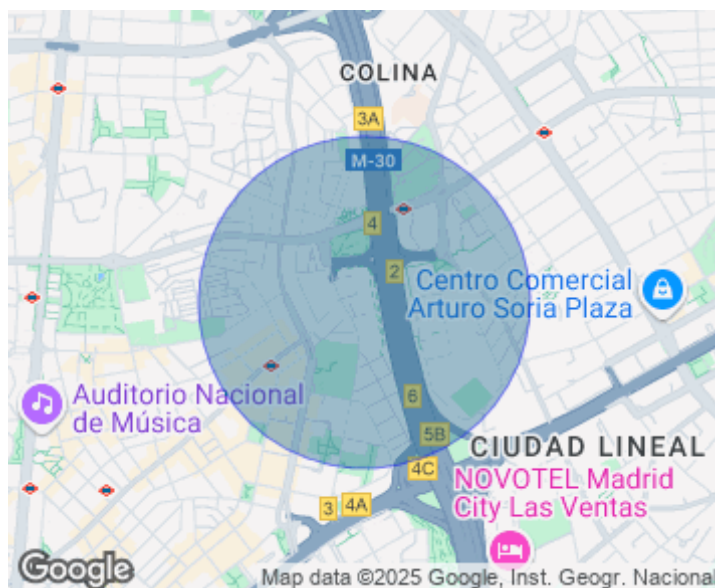 COLINA
3A
M-30
4
2
Centro Comercial
Arturo Soria Plaza
Auditorio Nacional
de Música
6
5B
CIUDAD LINEAL
4C
NOVOTEL Madrid
City Las Ventas
3
4A
Google
Map data ©2025 Google, Inst. Geogr. Nacional